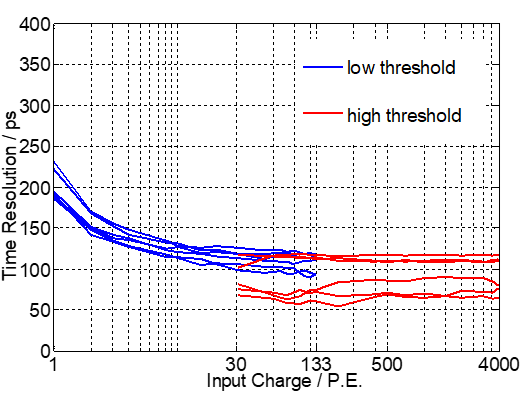 400
350
300
250
200
150
100
50
0
Time Resolution / ps
low threshold
high threshold
1 30 133 500 4000
Input Charge / P.E.